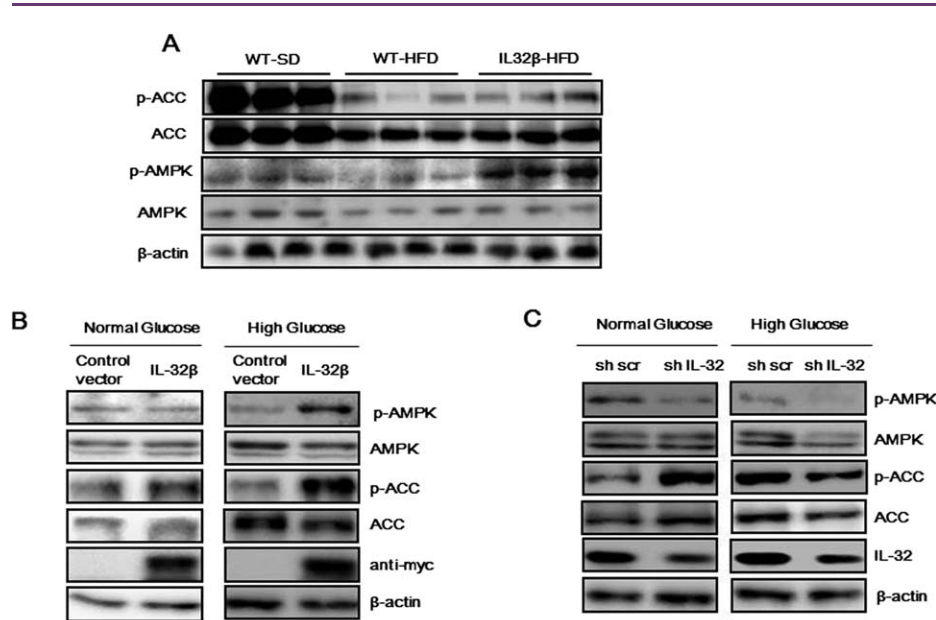 A
WT-SD WT-HFD IL32β-HFD
p-ACC
ACC
p-AMPK
AMPK
β-actin
B
Normal Glucose High Glucose
Control vector IL-32β Control vector IL-32β
p-AMPK
AMPK
p-ACC
ACC
anti-myc
β-actin
C
Normal Glucose High Glucose
sh scr sh IL-32 sh scr sh IL-32
p-AMPK
AMPK
p-ACC
ACC
IL-32
β-actin